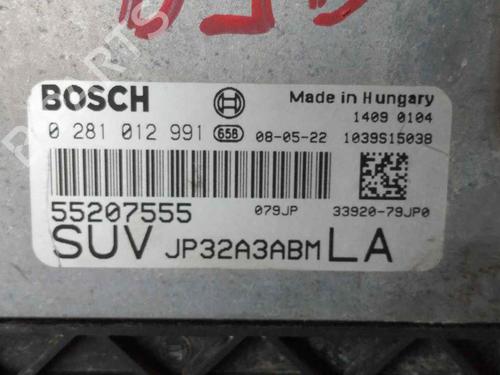 BOSCH Made in Hungary
1409 0104
0 281 012 991 658 08-05-22 1039S15038
55207555 079JP 33920-79JP0
SUV JP32A3ABM LA